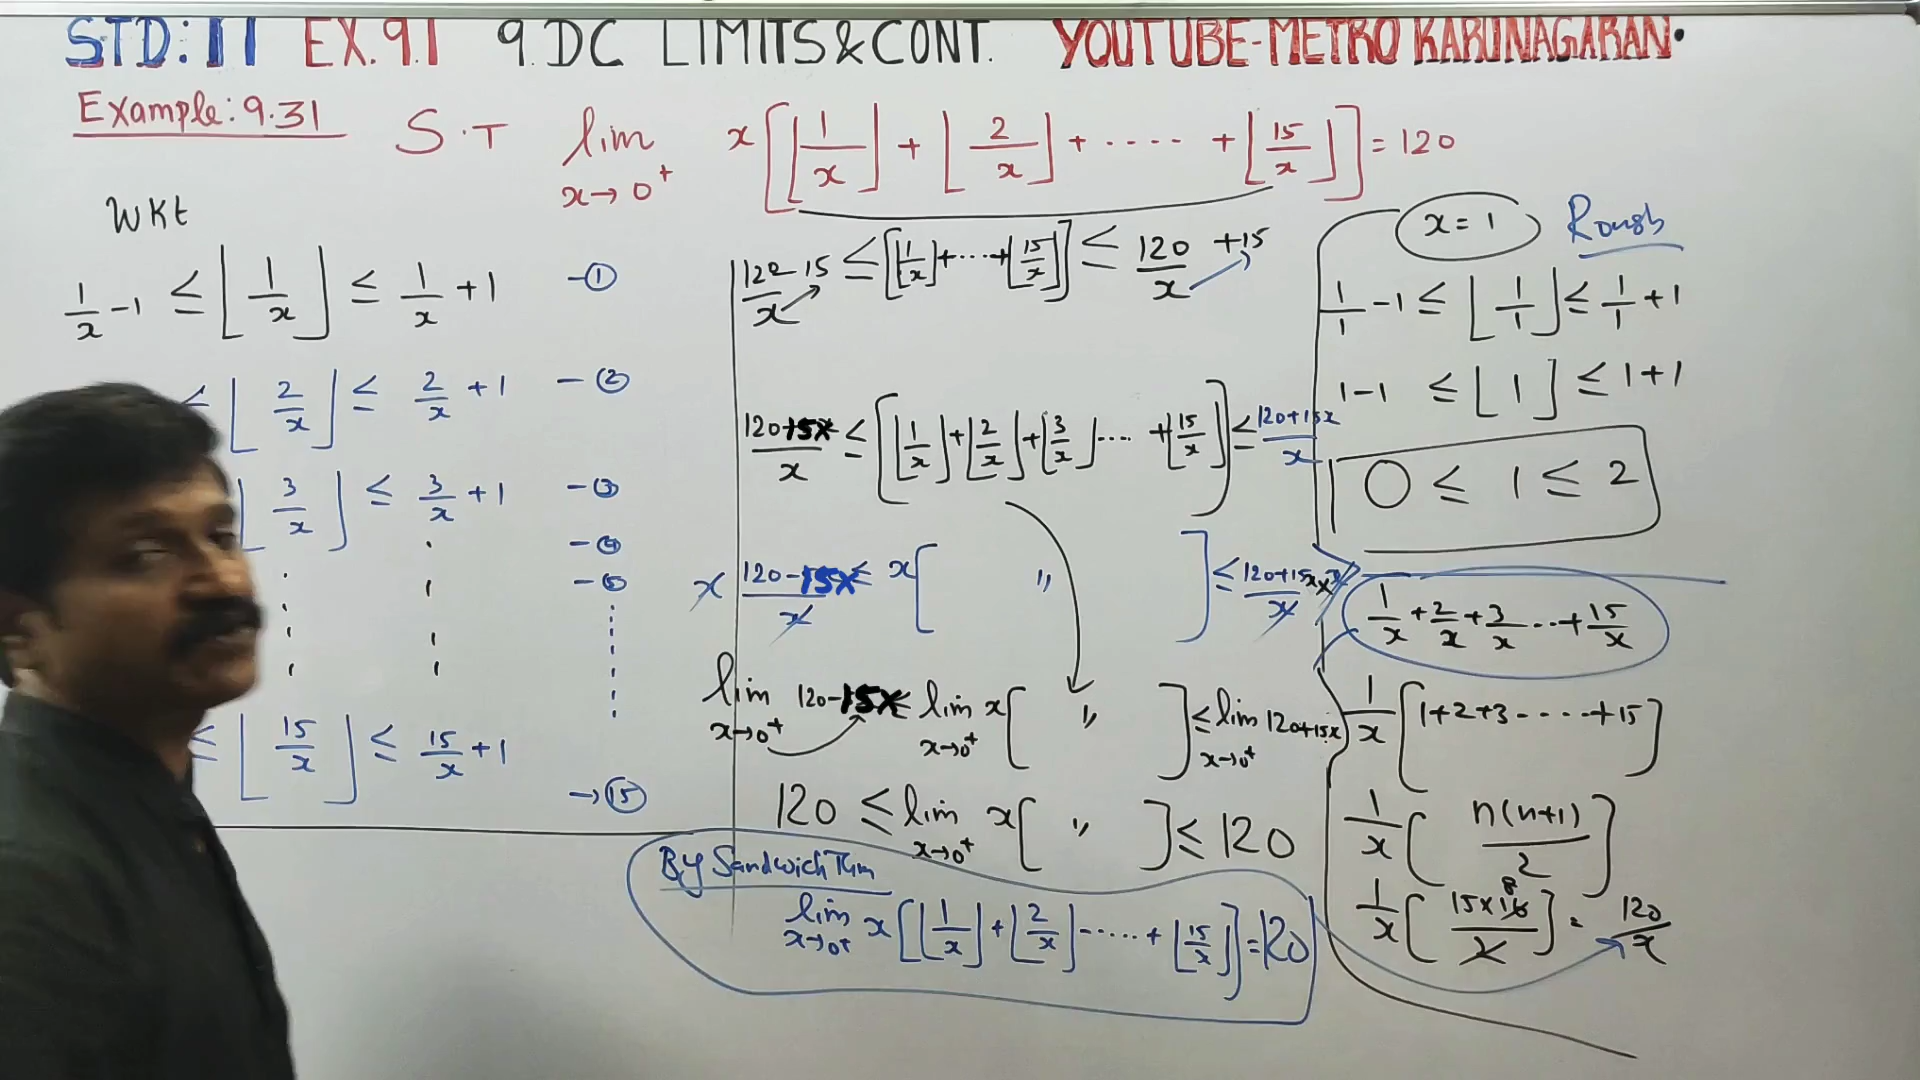 STD: 11 EX.9.1 9.DC LIMITS&CONT. YOUTUBE-METRO KARUNAGARAN.
Example: 9.31 S.T lim x→0⁺ x[⌊1/x⌋ + ⌊2/x⌋ + ..... + ⌊15/x⌋] = 120
WKt
1/x - 1 ≤ ⌊1/x⌋ ≤ 1/x + 1 -①
≤ ⌊2/x⌋ ≤ 2/x + 1 -②
3/x⌋ ≤ 3/x + 1 -③
-④
-⑤
≤ ⌊15/x⌋ ≤ 15/x + 1 →⑮
120/x - 15 ≤ [⌊1/x⌋ + ... + ⌊15/x⌋] ≤ 120/x + 15
120-15x/x ≤ [⌊1/x⌋ + ⌊2/x⌋ + ⌊3/x⌋ .... + ⌊15/x⌋] ≤ 120+15x/x
x 120-15x/x ≤ x[ " ] ≤ 120+15x/x × x
lim x→0⁺ 120-15x ≤ lim x→0⁺ x[ " ] ≤ lim x→0⁺ 120+15x
120 ≤ lim x→0⁺ x[ " ] ≤ 120
By Sandwich Thm
lim x→0⁺ x[⌊1/x⌋ + ⌊2/x⌋ ..... + ⌊15/x⌋] = 120
x = 1 Rough
1/1 - 1 ≤ ⌊1/1⌋ ≤ 1/1 + 1
1-1 ≤ ⌊1⌋ ≤ 1+1
0 ≤ 1 ≤ 2
1/x + 2/x + 3/x ... + 15/x
1/x [1+2+3 ..... +15]
1/x [n(n+1)/2]
1/x [15×16/2] = 120/x
8